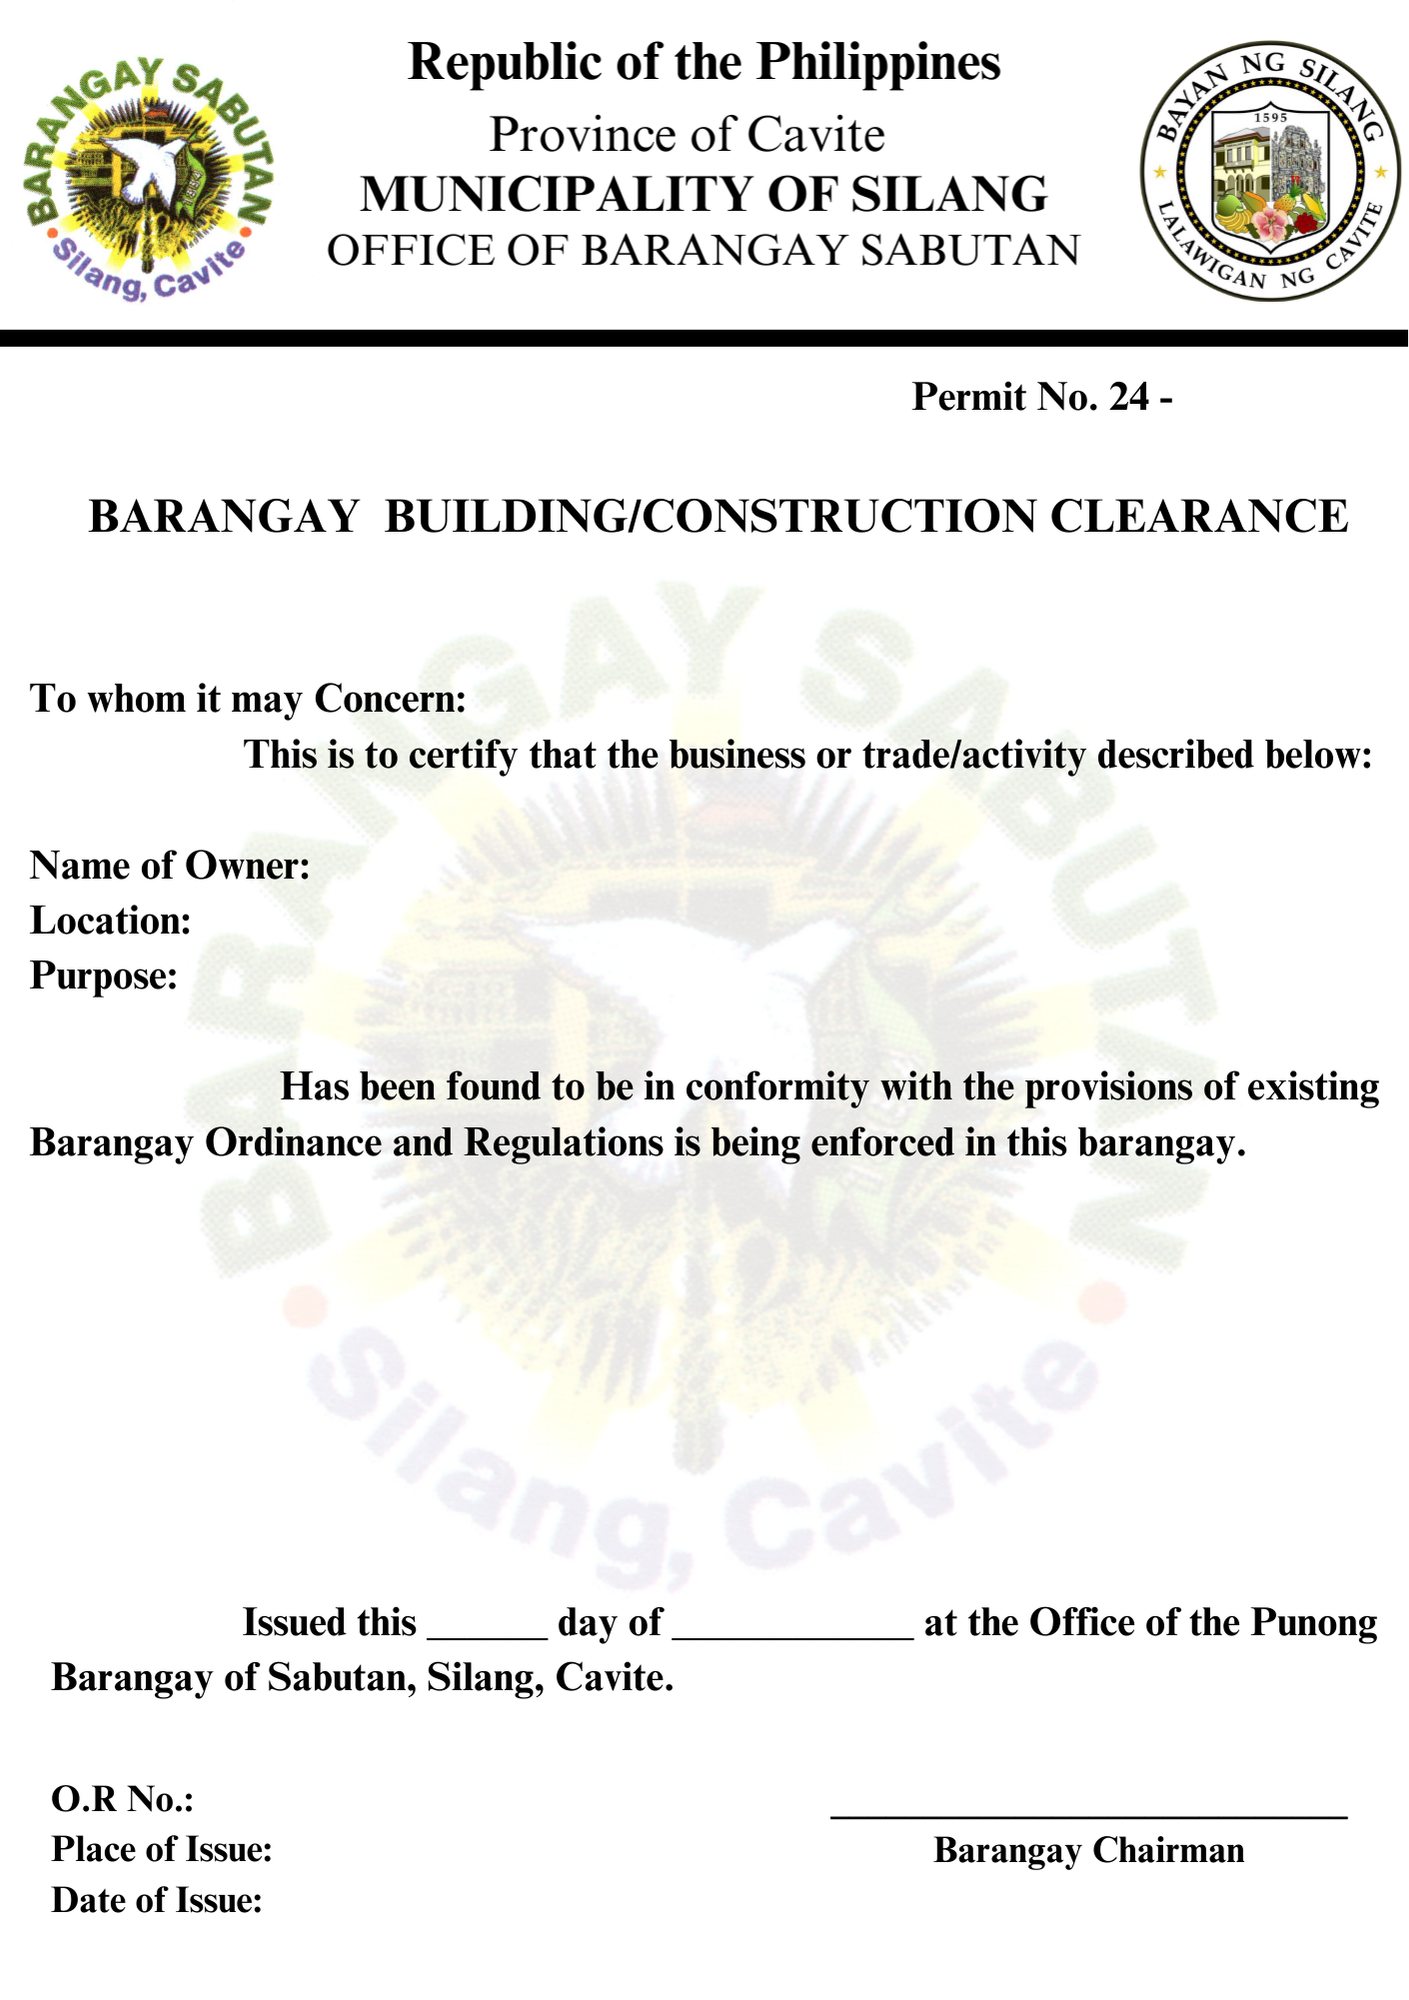 BARANGAY SABUTAN
Silang, Cavite
Republic of the Philippines
Province of Cavite
MUNICIPALITY OF SILANG
OFFICE OF BARANGAY SABUTAN
BAYAN NG SILANG
1595
LALAWIGAN NG CAVITE
Permit No. 24 -
BARANGAY BUILDING/CONSTRUCTION CLEARANCE
BARANGAY SABUTAN
To whom it may Concern:
This is to certify that the business or trade/activity described below:
Name of Owner:
Location:
Purpose:
Has been found to be in conformity with the provisions of existing
Barangay Ordinance and Regulations is being enforced in this barangay.
Silang, Cavite
Issued this ______ day of ____________ at the Office of the Punong
Barangay of Sabutan, Silang, Cavite.
O.R No.:
Place of Issue:
Date of Issue:
Barangay Chairman